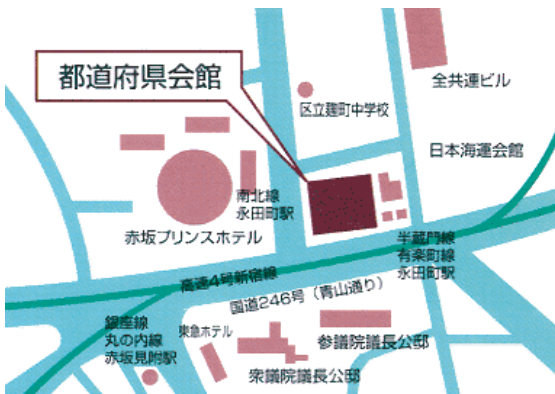 都道府県会館
全共連ビル
区立麹町中学校
日本海運会館
南北線
永田町駅
赤坂プリンスホテル
半蔵門線
有楽町線
永田町駅
高速4号新宿線
国道246号(青山通り)
銀座線
丸の内線
赤坂見附駅
東急ホテル
参議院議長公邸
衆議院議長公邸